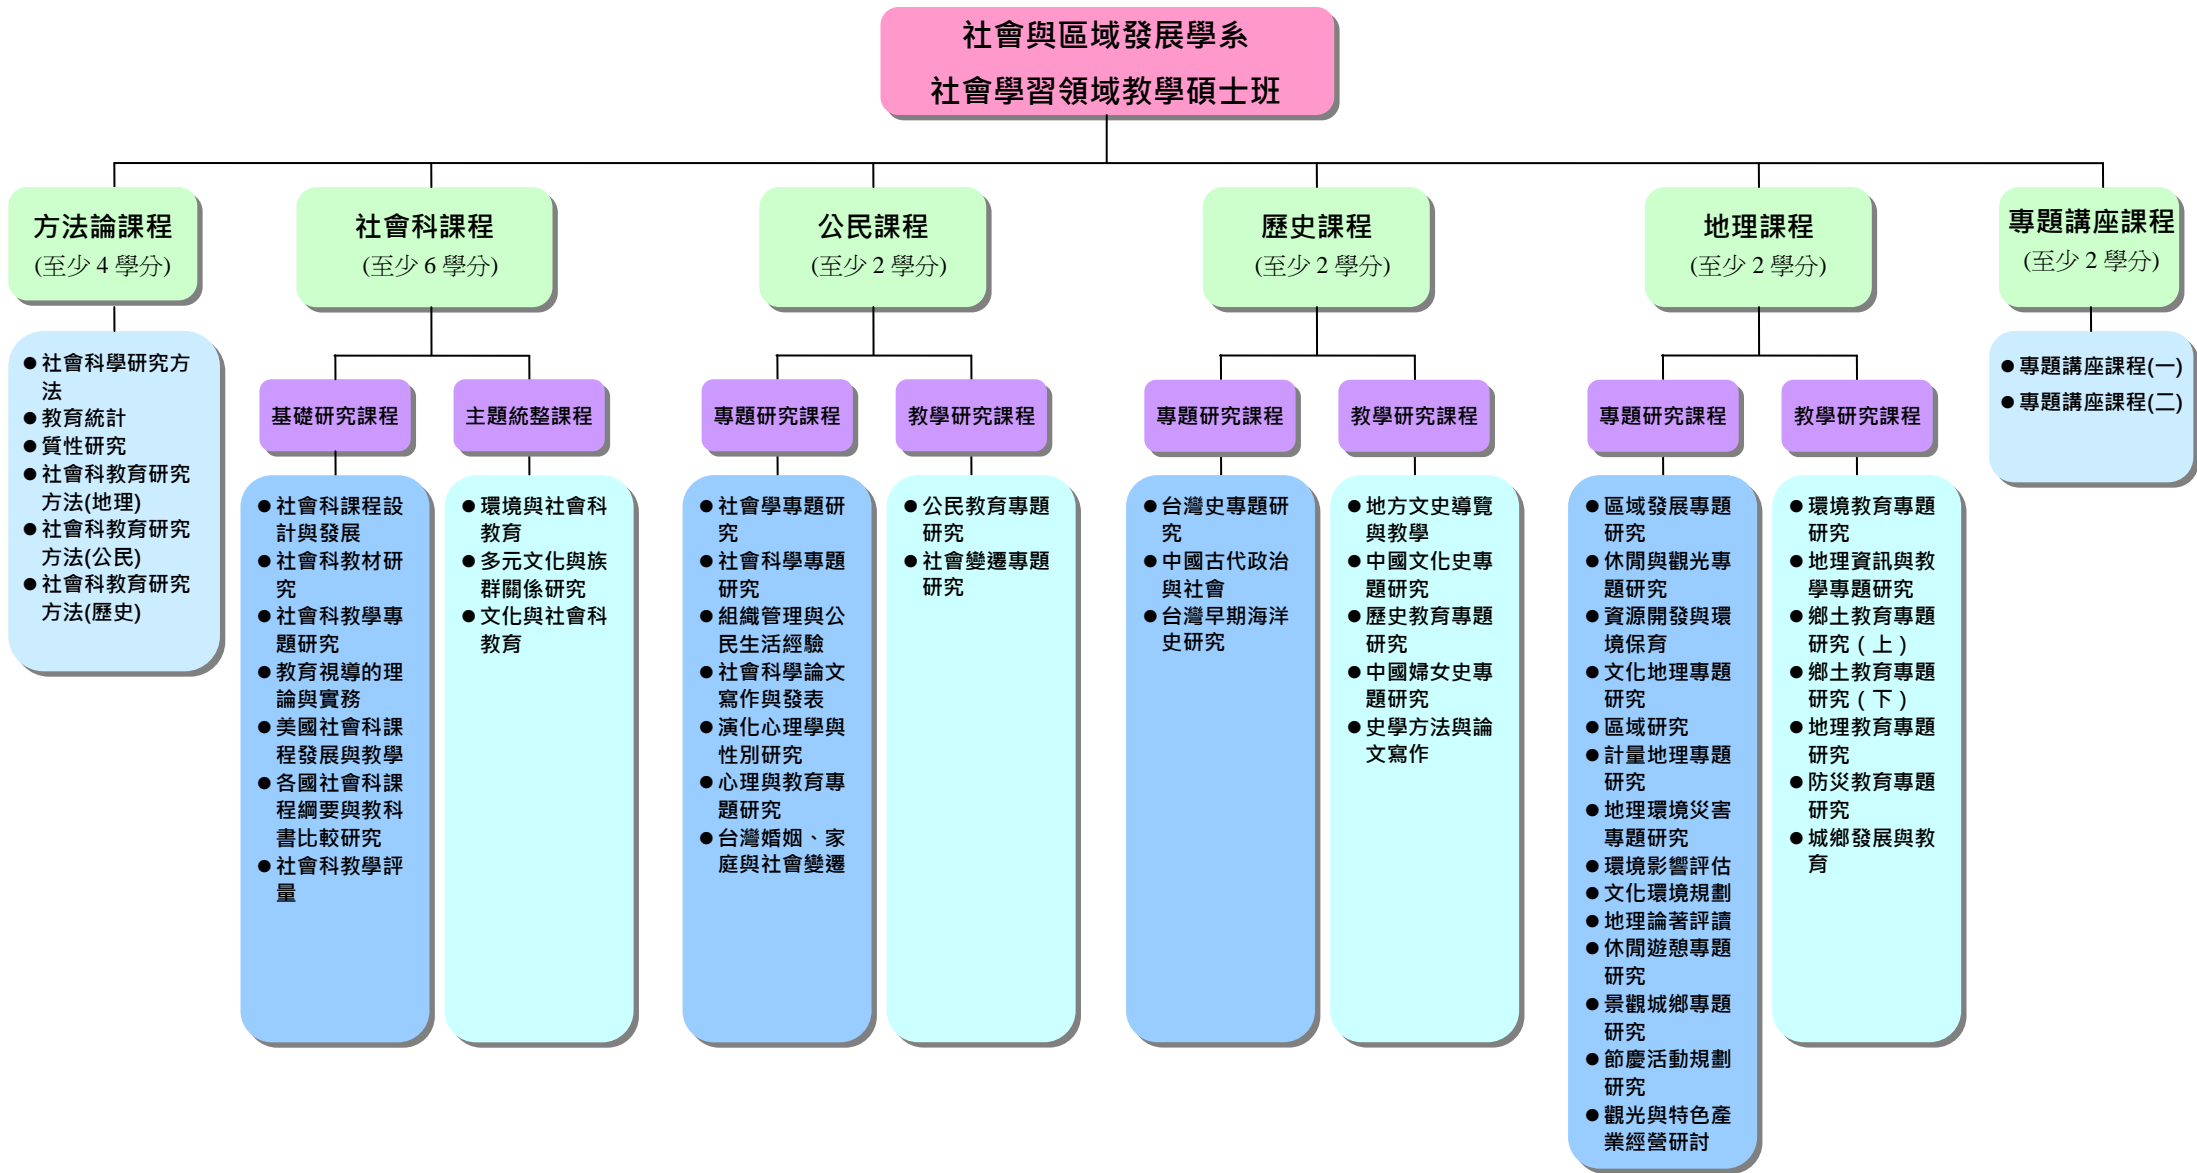 社會與區域發展學系
社會學習領域教學碩士班
方法論課程
(至少 4 學分)
● 社會科學研究方
法
● 教育統計
● 質性研究
● 社會科教育研究
方法(地理)
● 社會科教育研究
方法(公民)
● 社會科教育研究
方法(歷史)
社會科課程
(至少 6 學分)
基礎研究課程
● 社會科課程設
計與發展
● 社會科教材研
究
● 社會科教學專
題研究
● 教育視導的理
論與實務
● 美國社會科課
程發展與教學
● 各國社會科課
程綱要與教科
書比較研究
● 社會科教學評
量
主題統整課程
● 環境與社會科
教育
● 多元文化與族
群關係研究
● 文化與社會科
教育
公民課程
(至少 2 學分)
專題研究課程
● 社會學專題研
究
● 社會科學專題
研究
● 組織管理與公
民生活經驗
● 社會科學論文
寫作與發表
● 演化心理學與
性別研究
● 心理與教育專
題研究
● 台灣婚姻、家
庭與社會變遷
教學研究課程
● 公民教育專題
研究
● 社會變遷專題
研究
歷史課程
(至少 2 學分)
專題研究課程
● 台灣史專題研
究
● 中國古代政治
與社會
● 台灣早期海洋
史研究
教學研究課程
● 地方文史導覽
與教學
● 中國文化史專
題研究
● 歷史教育專題
研究
● 中國婦女史專
題研究
● 史學方法與論
文寫作
地理課程
(至少 2 學分)
專題研究課程
● 區域發展專題
研究
● 休閒與觀光專
題研究
● 資源開發與環
境保育
● 文化地理專題
研究
● 區域研究
● 計量地理專題
研究
● 地理環境災害
專題研究
● 環境影響評估
● 文化環境規劃
● 地理論著評讀
● 休閒遊憩專題
研究
● 景觀城鄉專題
研究
● 節慶活動規劃
研究
● 觀光與特色產
業經營研討
教學研究課程
● 環境教育專題
研究
● 地理資訊與教
學專題研究
● 鄉土教育專題
研究（上）
● 鄉土教育專題
研究（下）
● 地理教育專題
研究
● 防災教育專題
研究
● 城鄉發展與教
育
專題講座課程
(至少 2 學分)
● 專題講座課程(一)
● 專題講座課程(二)